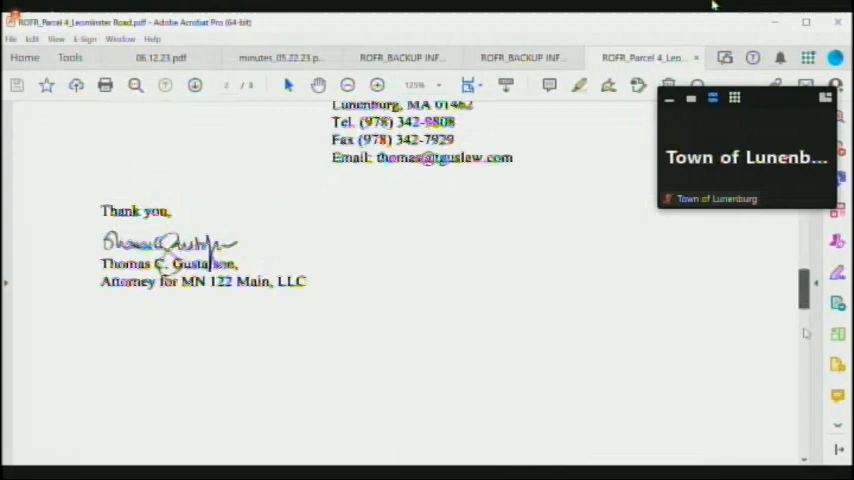 ROFR_Parcel 4_Leominster Road.pdf - Adobe Acrobat Pro (64-bit)
File Edit View E-Sign Window Help
Home Tools 06.12.23.pdf minutes_05.22.23.p... ROFR_BACKUP INF... ROFR_BACKUP INF... ROFR_Parcel 4_Leo... ×
2 / 8 125%
Lunenburg, MA 01462
Tel. (978) 342-9808
Fax (978) 342-7929
Email: thomas@tguslaw.com
Town of Lunenb...
Town of Lunenburg
Thank you,
Thomas C. Gustafson,
Attorney for MN 122 Main, LLC